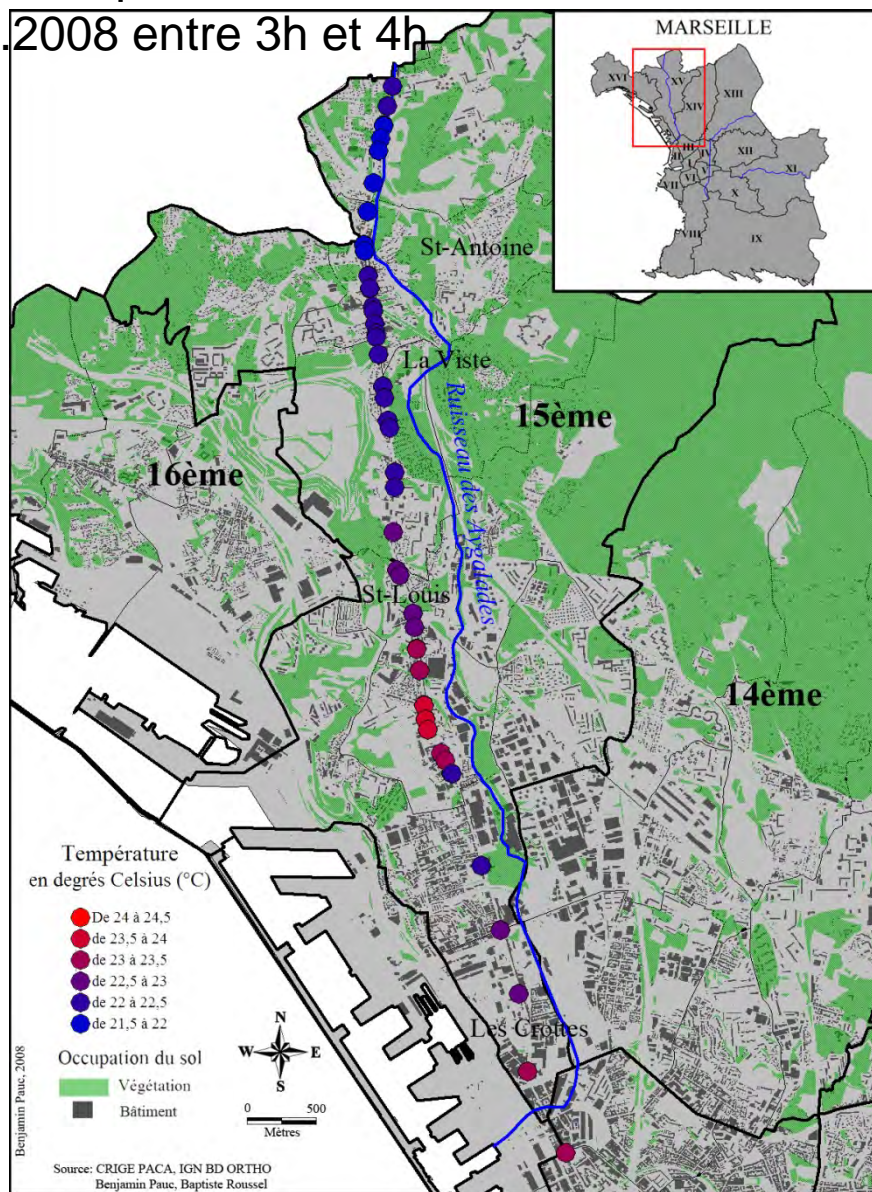 .2008 entre 3h et 4h
MARSEILLE
XVI
XV
XIV
XIII
III
II
IV
I
XII
V
VI
XI
VII
X
VIII
IX
St-Antoine
La Viste
Ruisseau des Aygalades
15ème
16ème
St-Louis
14ème
Les Crottes
Température
en degrés Celsius (°C)
De 24 à 24,5
de 23,5 à 24
de 23 à 23,5
de 22,5 à 23
de 22 à 22,5
de 21,5 à 22
Occupation du sol
Végétation
Bâtiment
N
W
E
S
0 500
Mètres
Benjamin Pauc, 2008
Source: CRIGE PACA, IGN BD ORTHO
Benjamin Pauc, Baptiste Roussel